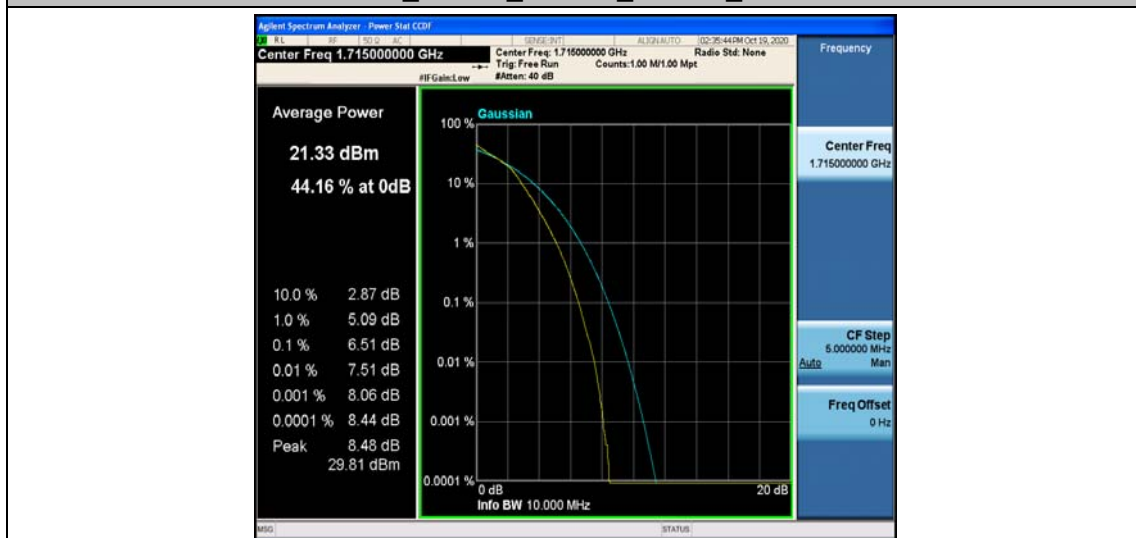 Agilent Spectrum Analyzer - Power Stat CCDF
RL RF 50 Ω AC SENSE:INT ALIGN AUTO 02:35:44 PM Oct 19, 2020
Center Freq 1.715000000 GHz
Center Freq: 1.715000000 GHz Radio Std: None
Trig: Free Run Counts:1.00 M/1.00 Mpt
#IFGain:Low #Atten: 40 dB
Frequency
Average Power
21.33 dBm
44.16 % at 0dB
10.0 % 2.87 dB
1.0 % 5.09 dB
0.1 % 6.51 dB
0.01 % 7.51 dB
0.001 % 8.06 dB
0.0001 % 8.44 dB
Peak 8.48 dB
29.81 dBm
Gaussian
100 %
10 %
1 %
0.1 %
0.01 %
0.001 %
0.0001 %
0 dB 20 dB
Info BW 10.000 MHz
Center Freq
1.715000000 GHz
CF Step
5.000000 MHz
Auto Man
Freq Offset
0 Hz
MSG STATUS